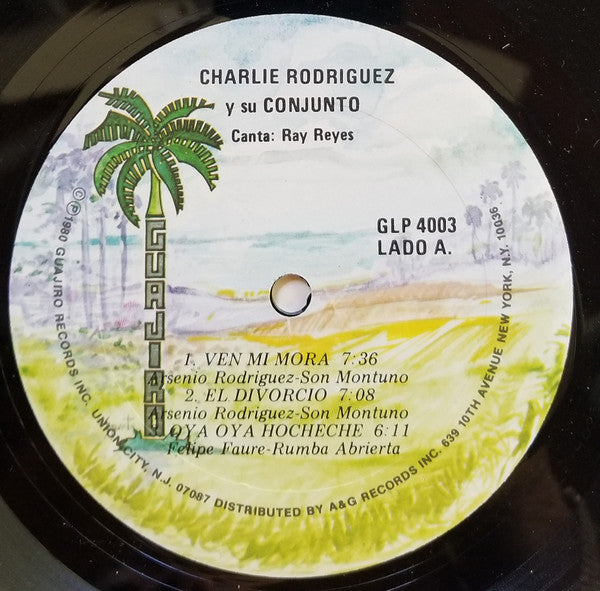 CHARLIE RODRIGUEZ
y su CONJUNTO
Canta: Ray Reyes
GUAJIRO
GLP 4003
LADO A.
1. VEN MI MORA 7:36
Arsenio Rodriguez-Son Montuno
2. EL DIVORCIO 7:08
Arsenio Rodriguez-Son Montuno
OYA OYA HOCHECHE 6:11
Felipe Faure-Rumba Abrierta
©℗1980 GUAJIRO RECORDS INC. UNION CITY, N.J. 07087 DISTRIBUTED BY A&G RECORDS INC. 639 10TH AVENUE NEW YORK, N.Y. 10036